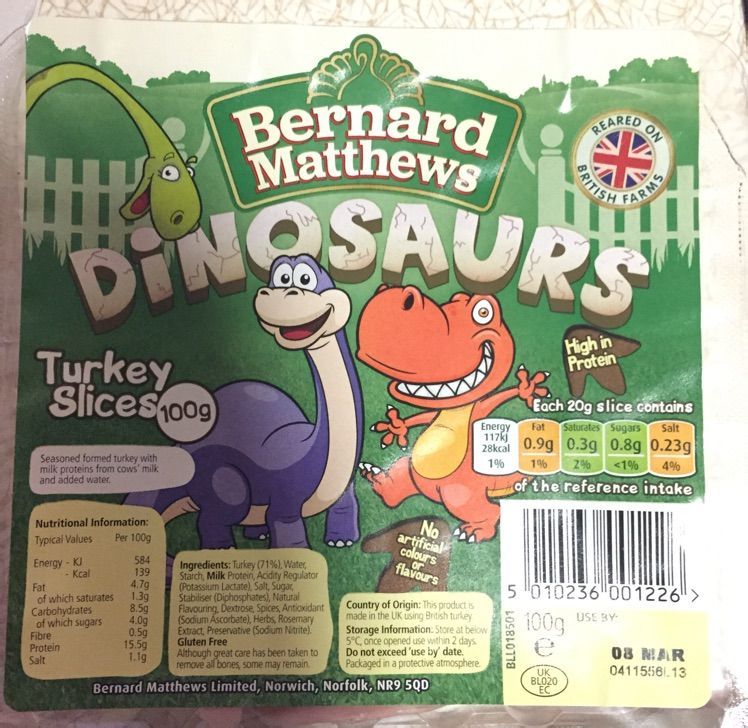 Bernard
Matthews
REARED ON
BRITISH FARMS
DiNOSAURS
High in
Protein
Turkey
Slices 100g
Each 20g slice contains
Energy Fat Saturates Sugars Salt
117kJ
28kcal 0.9g 0.3g 0.8g 0.23g
1% 1% 2% <1% 4%
of the reference intake
Seasoned formed turkey with
milk proteins from cows' milk
and added water.
No
artificial
colours
or
flavours
Nutritional Information:
Typical Values Per 100g
Energy - KJ 584
- Kcal 139
Fat 4.7g
of which saturates 1.3g
Carbohydrates 8.5g
of which sugars 4.0g
Fibre 0.5g
Protein 15.5g
Salt 1.1g
Ingredients: Turkey (71%), Water,
Starch, Milk Protein, Acidity Regulator
(Potassium Lactate), Salt, Sugar,
Stabiliser (Diphosphates), Natural
Flavouring, Dextrose, Spices, Antioxidant
(Sodium Ascorbate), Herbs, Rosemary
Extract, Preservative (Sodium Nitrite).
Gluten Free
Although great care has been taken to
remove all bones, some may remain.
Country of Origin: This product is
made in the UK using British turkey.
Storage Information: Store at below
5°C, once opened use within 2 days.
Do not exceed 'use by' date.
Packaged in a protective atmosphere.
5 010236 001226 >
BLL018501
100g USE BY:
e
08 MAR
UK
BL020
EC
Bernard Matthews Limited, Norwich, Norfolk, NR9 5QD